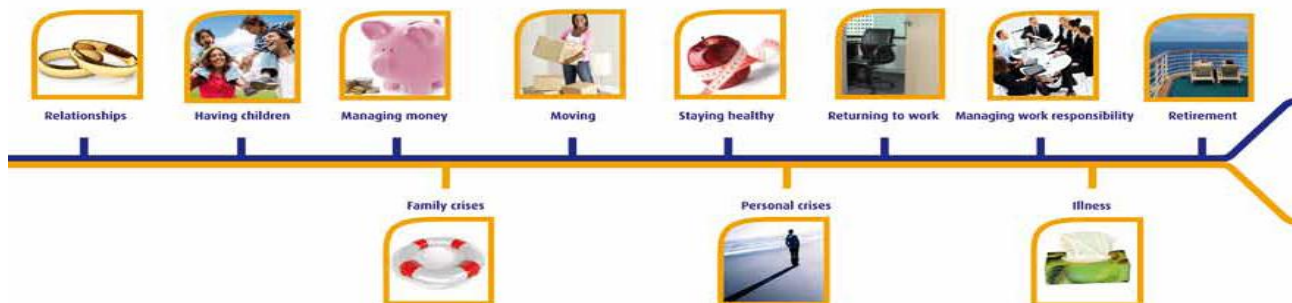 Relationships
Having children
Managing money
Moving
Staying healthy
Returning to work
Managing work responsibility
Retirement
Family crises
Personal crises
Illness